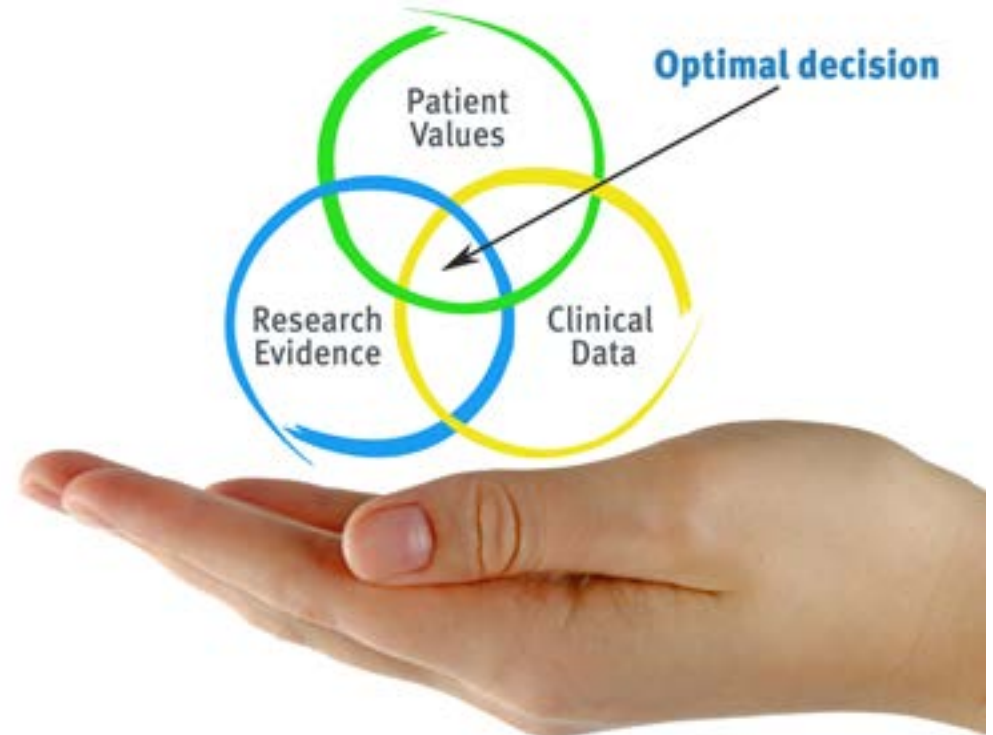 Optimal decision
Patient
Values
Research
Evidence
Clinical
Data